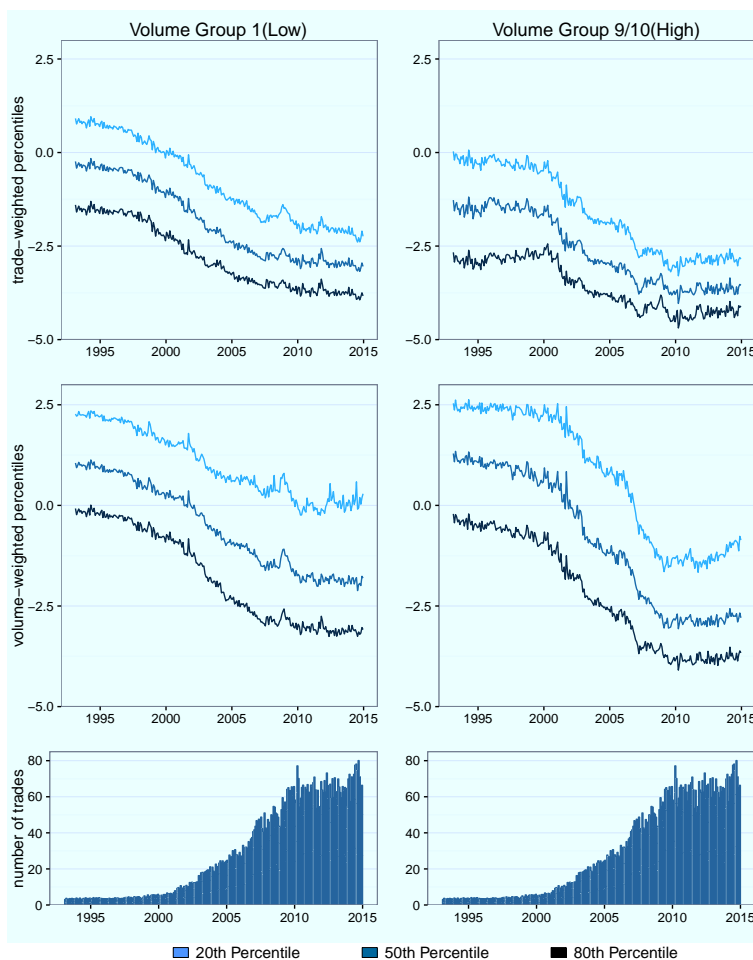 Volume Group 1(Low) Volume Group 9/10(High)
trade−weighted percentiles
2.5 2.5
0.0 0.0
−2.5 −2.5
−5.0 −5.0
1995 2000 2005 2010 2015 1995 2000 2005 2010 2015
volume−weighted percentiles
2.5 2.5
0.0 0.0
−2.5 −2.5
−5.0 −5.0
1995 2000 2005 2010 2015 1995 2000 2005 2010 2015
number of trades
80 80
60 60
40 40
20 20
0 0
1995 2000 2005 2010 2015 1995 2000 2005 2010 2015
20th Percentile 50th Percentile 80th Percentile